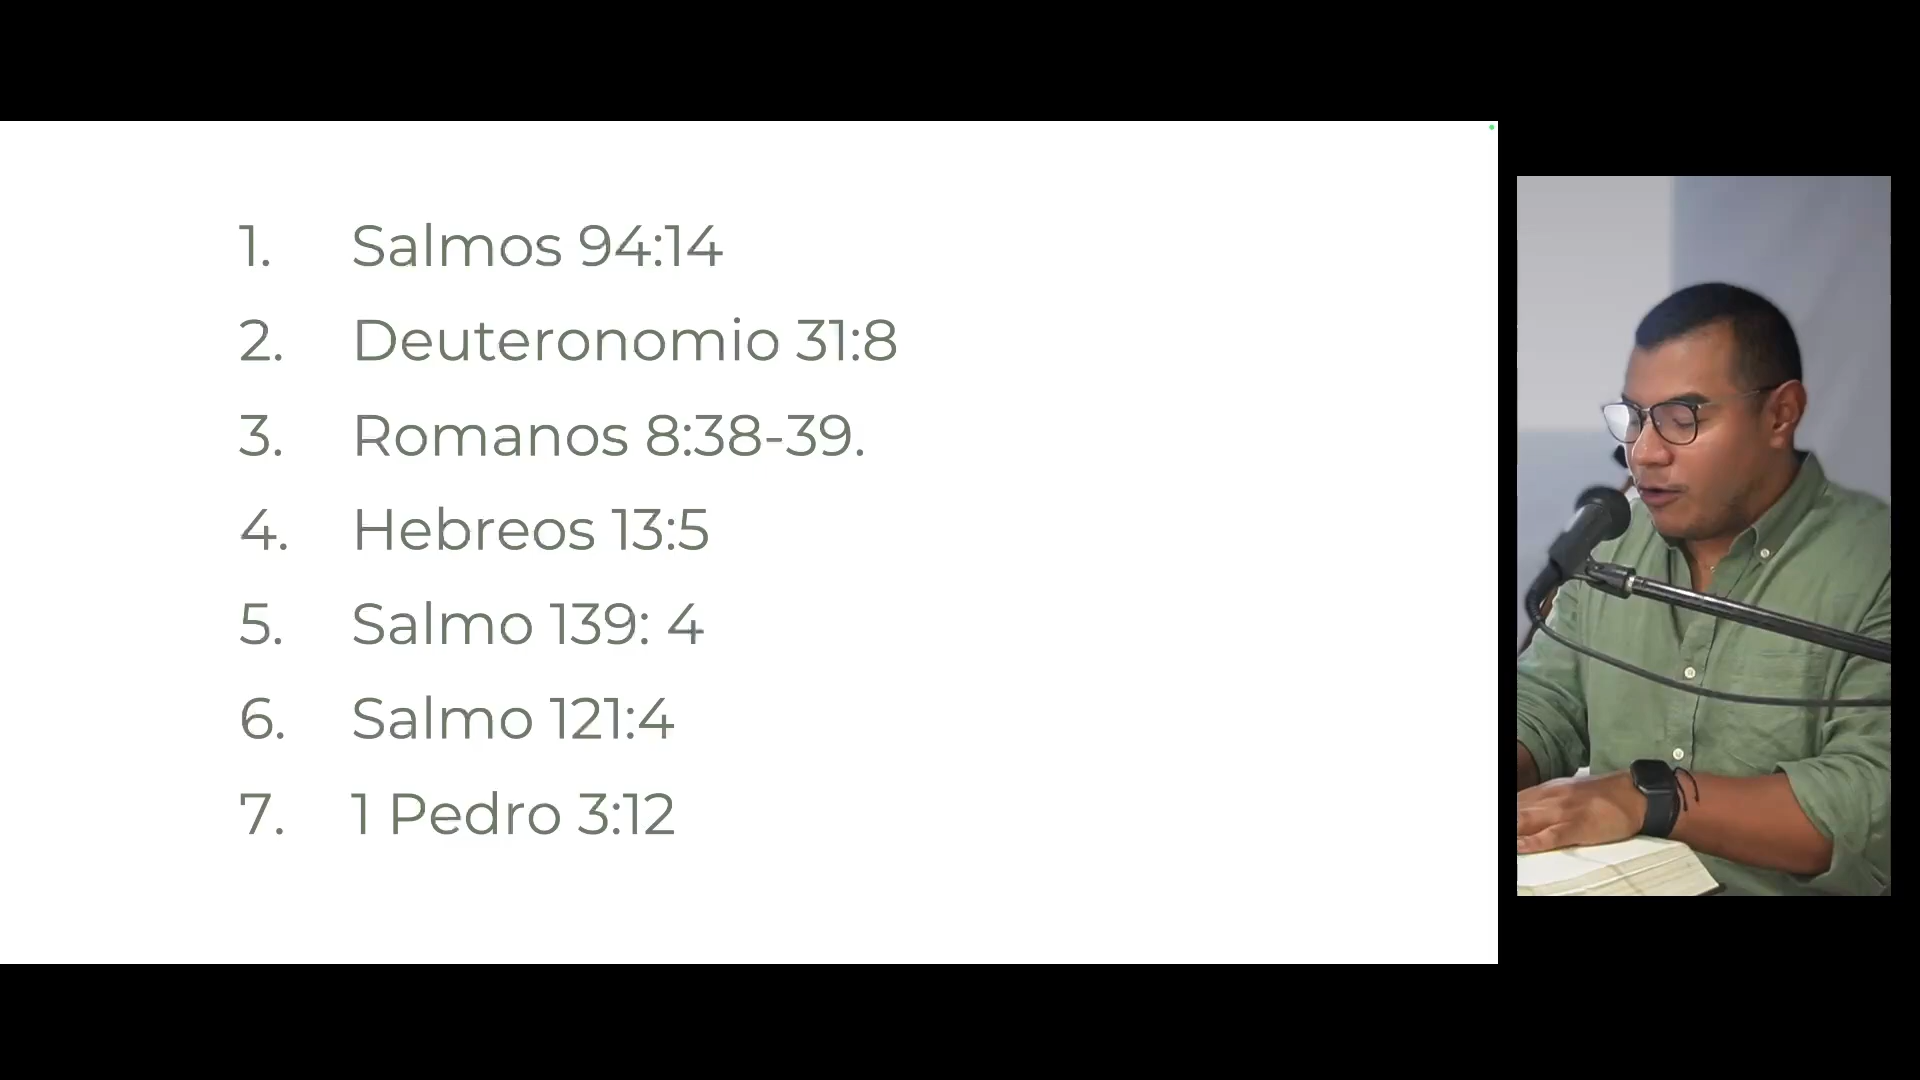 1. Salmos 94:14
2. Deuteronomio 31:8
3. Romanos 8:38-39.
4. Hebreos 13:5
5. Salmo 139: 4
6. Salmo 121:4
7. 1 Pedro 3:12